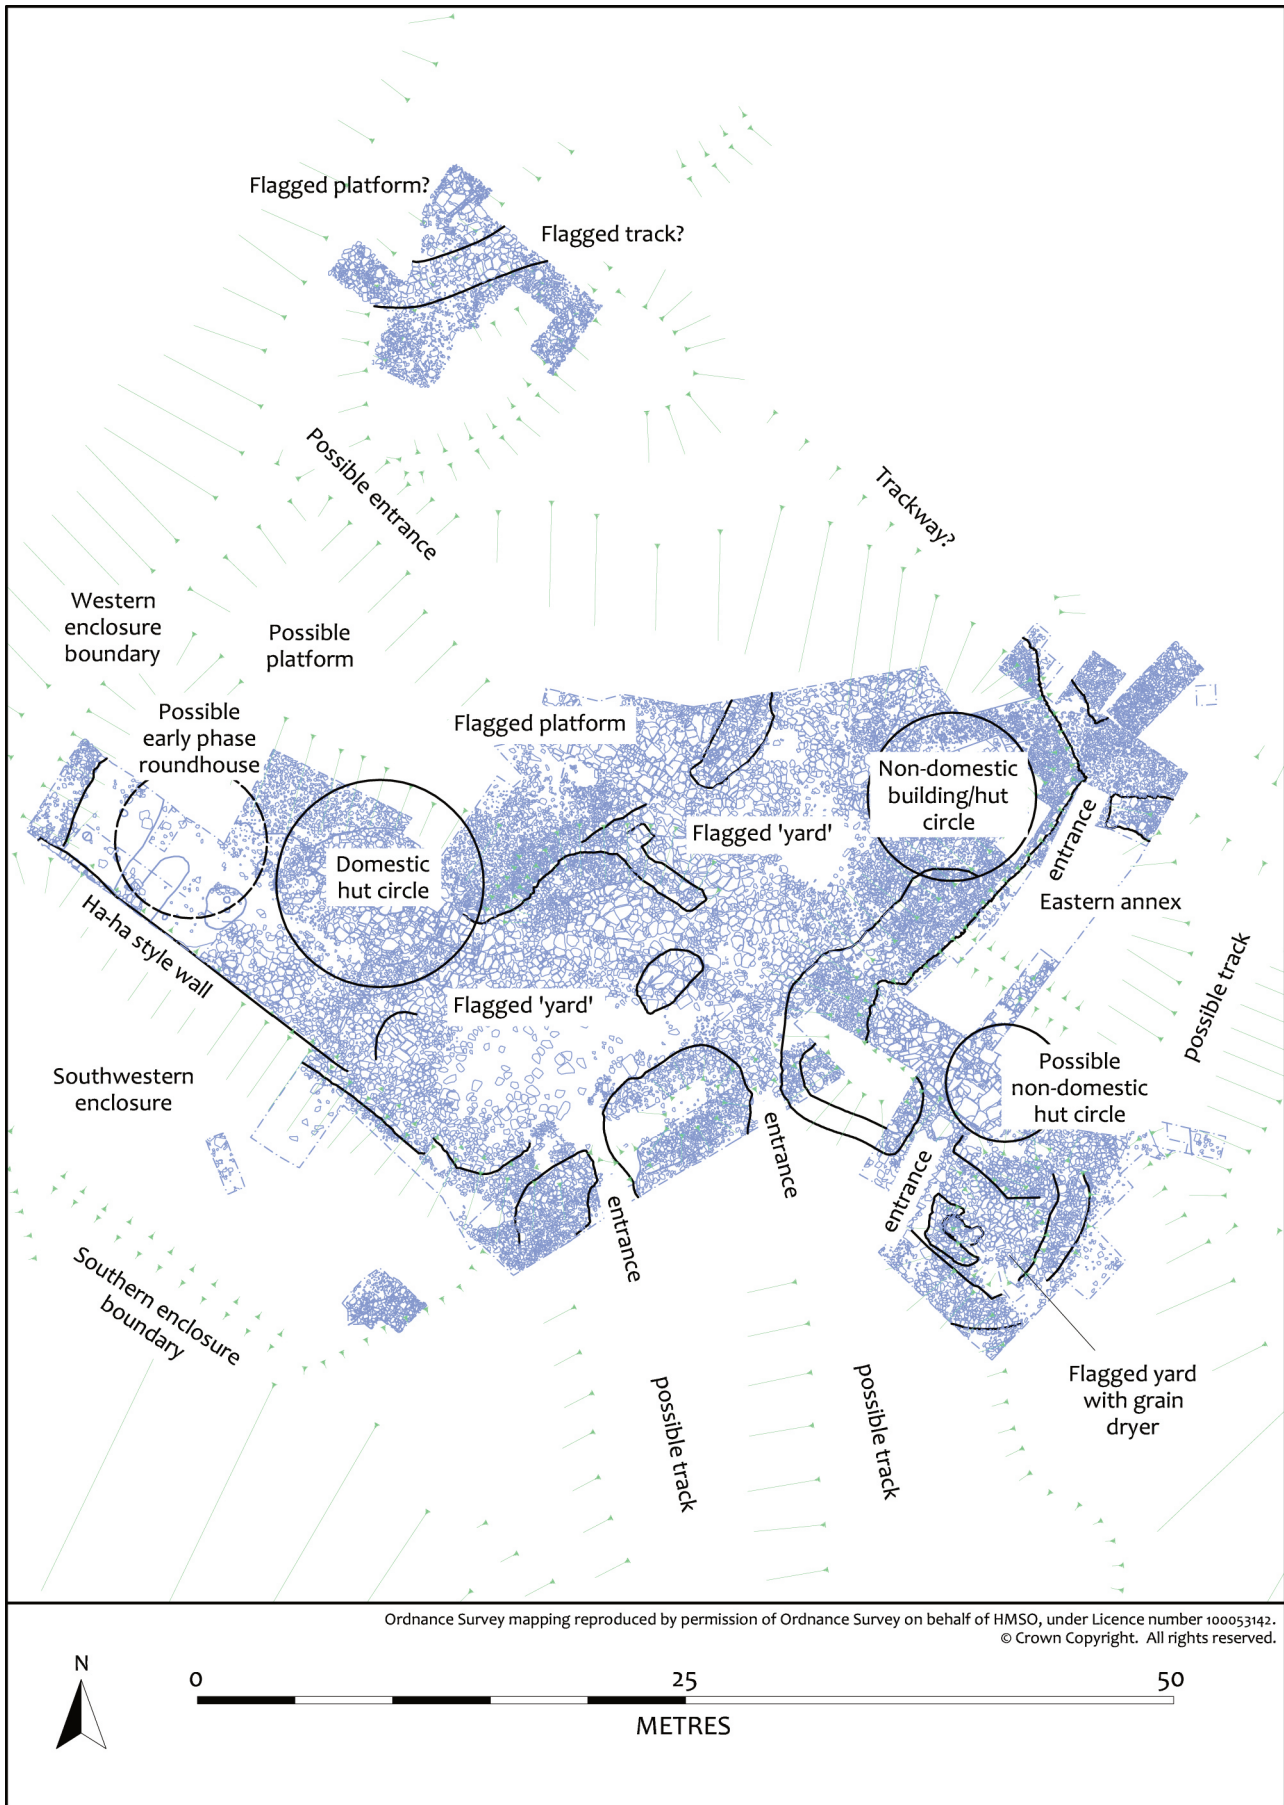 Flagged platform?
Flagged track?
Possible entrance
Trackway?
Western
enclosure
boundary
Possible
platform
Possible
early phase
roundhouse
Flagged platform
Non-domestic
building/hut
circle
Flagged 'yard'
Domestic
hut circle
entrance
Eastern annex
Ha-ha style wall
Flagged 'yard'
possible track
Southwestern
enclosure
Possible
non-domestic
hut circle
entrance
entrance
entrance
Southern enclosure
boundary
possible track
possible track
Flagged yard
with grain
dryer
Ordnance Survey mapping reproduced by permission of Ordnance Survey on behalf of HMSO, under Licence number 100053142.
© Crown Copyright. All rights reserved.
N
0 25 50
METRES